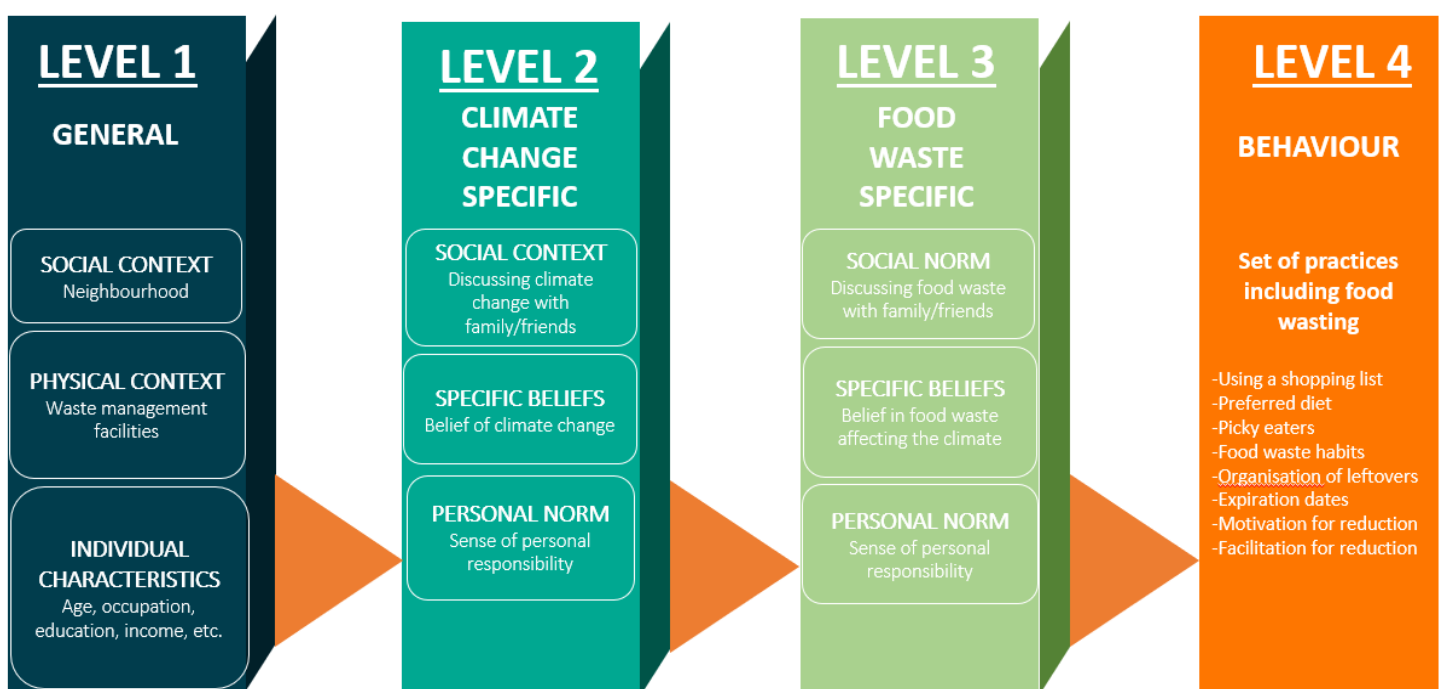 LEVEL 1
GENERAL
SOCIAL CONTEXT
Neighbourhood
PHYSICAL CONTEXT
Waste management
facilities
INDIVIDUAL
CHARACTERISTICS
Age, occupation,
education, income, etc.
LEVEL 2
CLIMATE
CHANGE
SPECIFIC
SOCIAL CONTEXT
Discussing climate
change with
family/friends
SPECIFIC BELIEFS
Belief of climate change
PERSONAL NORM
Sense of personal
responsibility
LEVEL 3
FOOD
WASTE
SPECIFIC
SOCIAL NORM
Discussing food waste
with family/friends
SPECIFIC BELIEFS
Belief in food waste
affecting the climate
PERSONAL NORM
Sense of personal
responsibility
LEVEL 4
BEHAVIOUR
Set of practices
including food
wasting
-Using a shopping list
-Preferred diet
-Picky eaters
-Food waste habits
-Organisation of leftovers
-Expiration dates
-Motivation for reduction
-Facilitation for reduction